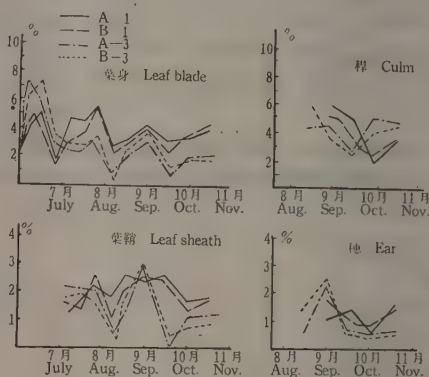 A 1
B 1
A-3
B-3
%
10
8
6
4
2
葉身 Leaf blade
7月 8月 9月 10月 11月
July Aug. Sep. Oct. Nov.
%
10
8
6
4
2
稈 Culm
8月 9月 10月 11月
Aug. Sep. Oct. Nov.
%
4
3
2
1
葉鞘 Leaf sheath
7月 8月 9月 10月 11月
July Aug. Sep. Oct. Nov.
%
4
3
2
1
穂 Ear
8月 9月 10月 11月
Aug. Sep. Oct. Nov.